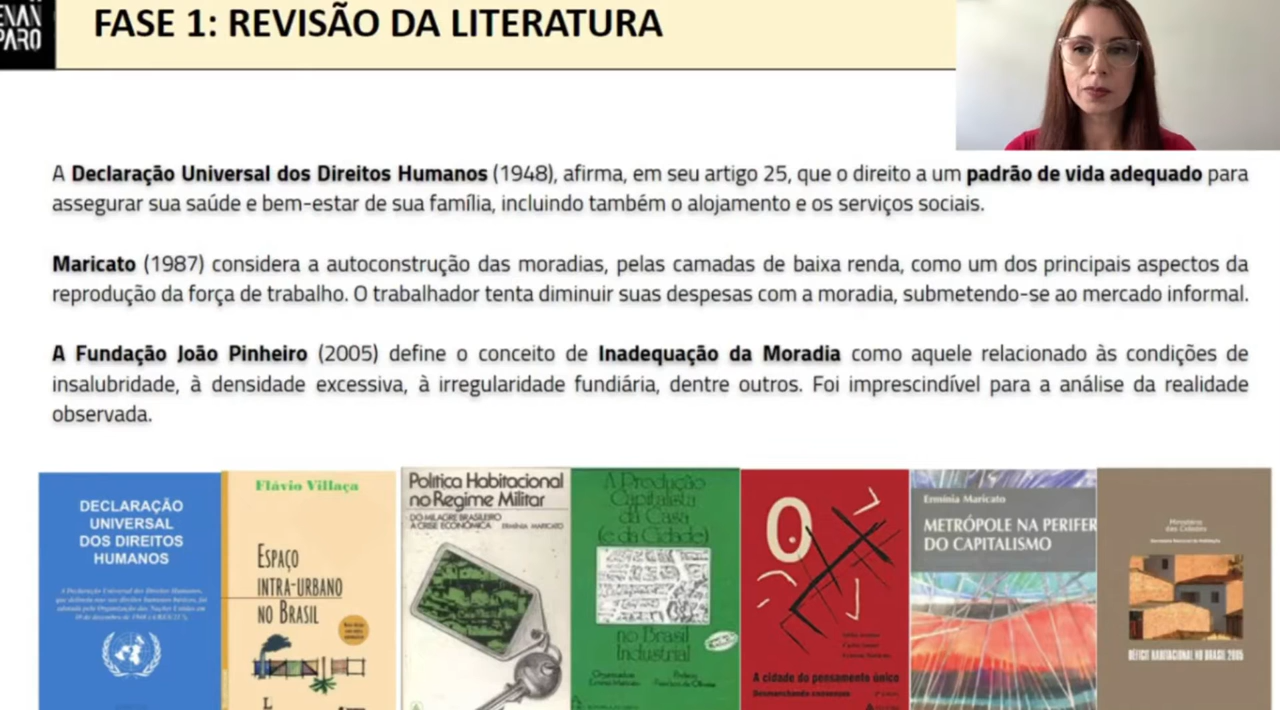 ENAN
PARO
FASE 1: REVISÃO DA LITERATURA
A Declaração Universal dos Direitos Humanos (1948), afirma, em seu artigo 25, que o direito a um padrão de vida adequado para
assegurar sua saúde e bem-estar de sua família, incluindo também o alojamento e os serviços sociais.
Maricato (1987) considera a autoconstrução das moradias, pelas camadas de baixa renda, como um dos principais aspectos da
reprodução da força de trabalho. O trabalhador tenta diminuir suas despesas com a moradia, submetendo-se ao mercado informal.
A Fundação João Pinheiro (2005) define o conceito de Inadequação da Moradia como aquele relacionado às condições de
insalubridade, à densidade excessiva, à irregularidade fundiária, dentre outros. Foi imprescindível para a análise da realidade
observada.
DECLARAÇÃO
UNIVERSAL
DOS DIREITOS
HUMANOS
Flávio Villaça
ESPAÇO
INTRA-URBANO
NO BRASIL
Política Habitacional
no Regime Militar
DO MILAGRE BRASILEIRO
À CRISE ECONÔMICA ERMÍNIA MARICATO
A Produção
Capitalista
da Casa
(e da Cidade)
no Brasil
Industrial
A cidade do pensamento único
Desmanchando consensos
Ermínia Maricato
METRÓPOLE NA PERIFER
DO CAPITALISMO
Ministério
das Cidades
DÉFICIT HABITACIONAL NO BRASIL 2005